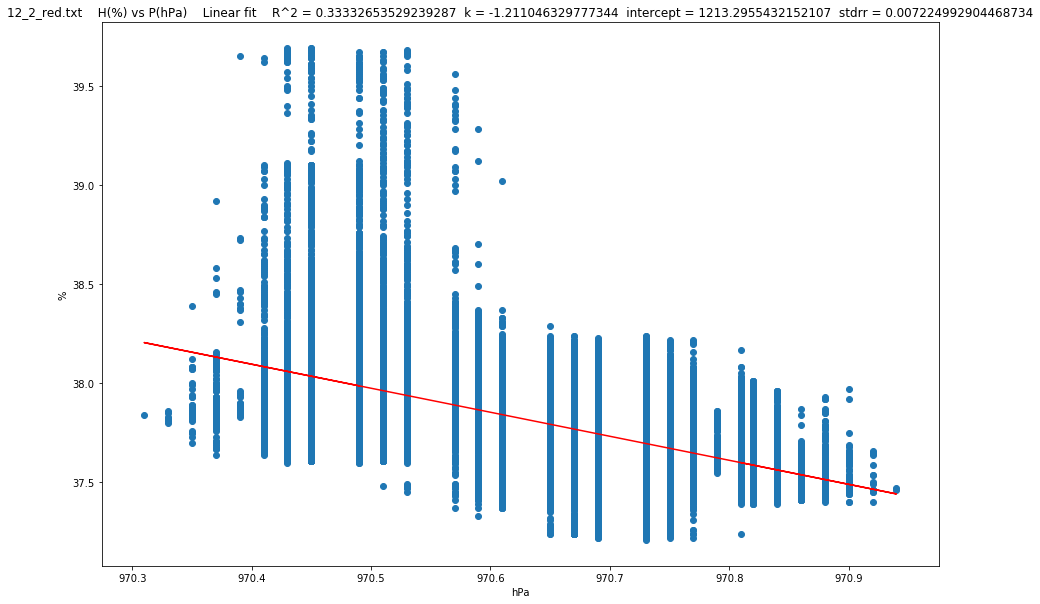 12_2_red.txt    H(%) vs P(hPa)    Linear fit    R^2 = 0.33332653529239287  k = -1.211046329777344  intercept = 1213.2955432152107  stdrr = 0.007224992904468734
39.5
39.0
38.5
%
38.0
37.5
970.3 970.4 970.5 970.6 970.7 970.8 970.9
hPa